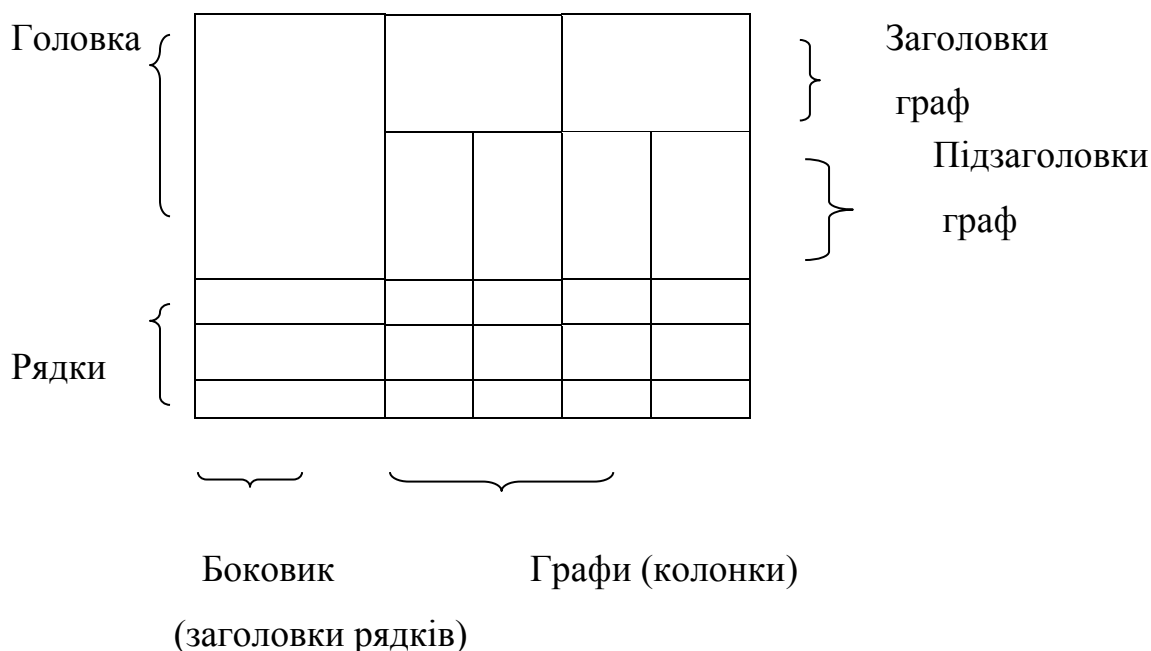 Головка
Заголовки
граф
Підзаголовки
граф
Рядки
Боковик
Графи (колонки)
(заголовки рядків)